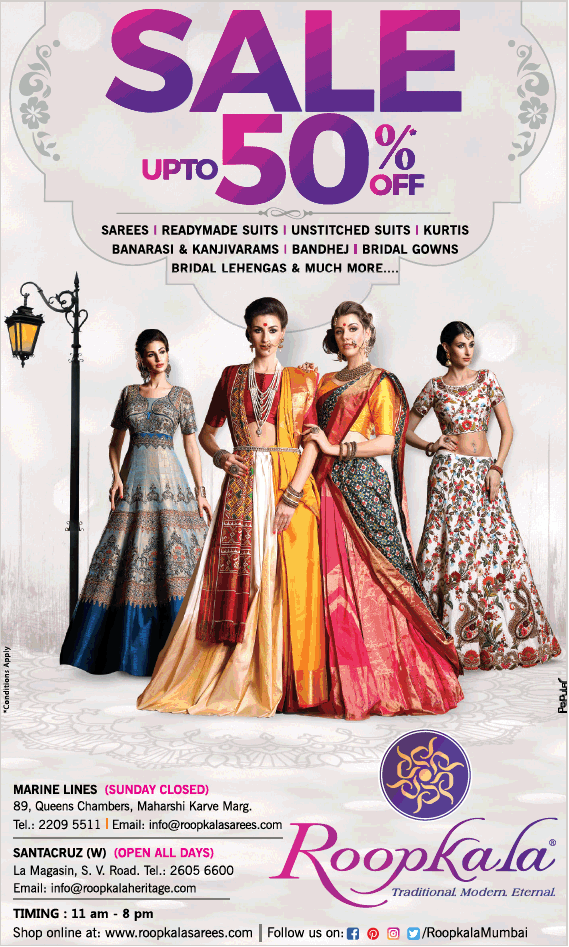 SALE
UPTO 50%* OFF
SAREES | READYMADE SUITS | UNSTITCHED SUITS | KURTIS
BANARASI & KANJIVARAMS | BANDHEJ | BRIDAL GOWNS
BRIDAL LEHENGAS & MUCH MORE....
*Conditions Apply
PePuLaR
MARINE LINES (SUNDAY CLOSED)
89, Queens Chambers, Maharshi Karve Marg.
Tel.: 2209 5511 | Email: info@roopkalasarees.com
SANTACRUZ (W) (OPEN ALL DAYS)
La Magasin, S. V. Road. Tel.: 2605 6600
Email: info@roopkalaheritage.com
TIMING : 11 am - 8 pm
Shop online at: www.roopkalasarees.com | Follow us on: /RoopkalaMumbai
Roopkala®
Traditional. Modern. Eternal.